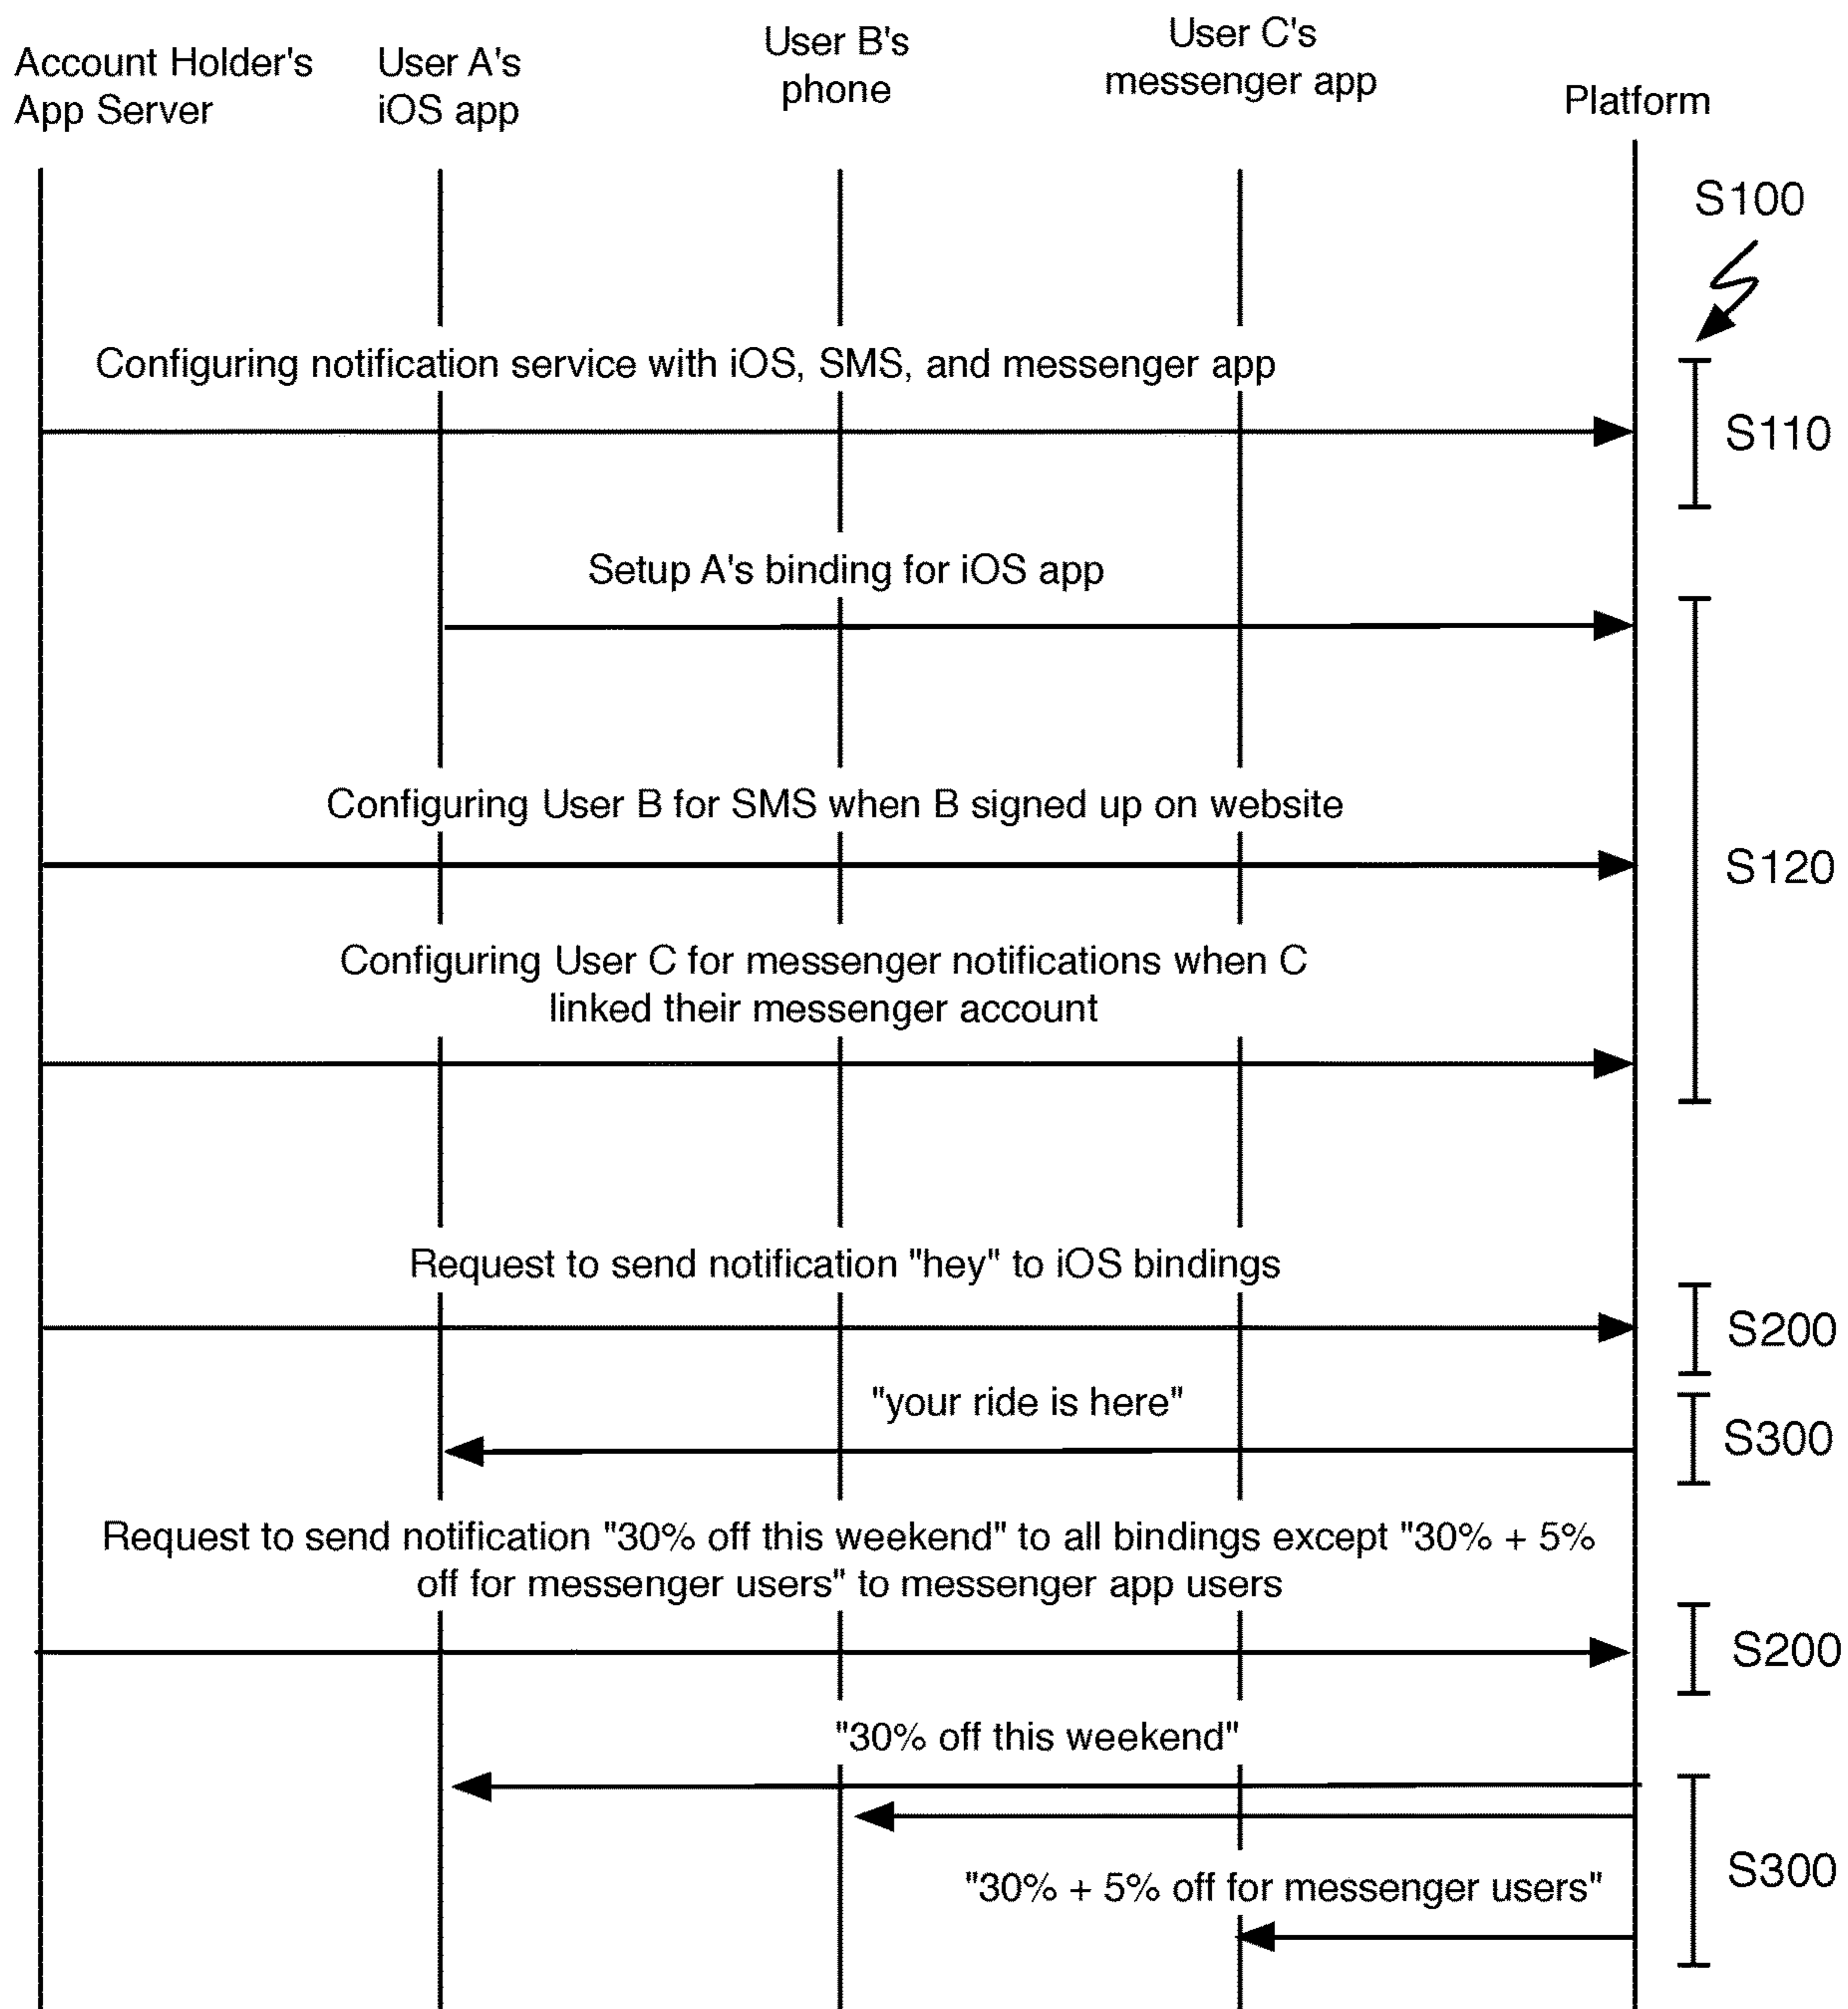 Account Holder's
App Server
User A's
iOS app
User B's
phone
User C's
messenger app
Platform
S100
Configuring notification service with iOS, SMS, and messenger app
S110
Setup A's binding for iOS app
Configuring User B for SMS when B signed up on website
S120
Configuring User C for messenger notifications when C
linked their messenger account
Request to send notification "hey" to iOS bindings
S200
"your ride is here"
S300
Request to send notification "30% off this weekend" to all bindings except "30% + 5%
off for messenger users" to messenger app users
S200
"30% off this weekend"
S300
"30% + 5% off for messenger users"